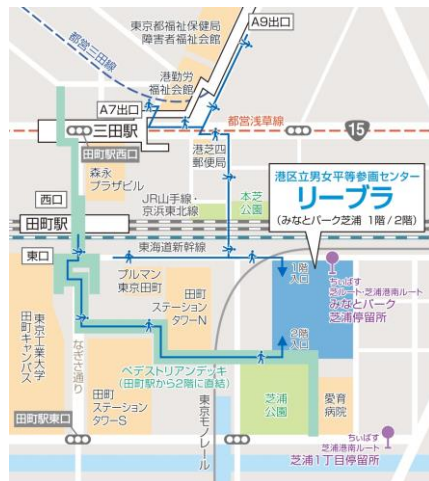 A9出口
東京都福祉保健局
障害者福祉会館
都営三田線
港勤労
福祉会館
A7出口
三田駅
都営浅草線
15
田町駅西口
港芝四
郵便局
森永
プラザビル
港区立男女平等参画センター
リーブラ
(みなとパーク芝浦 1階/2階)
西口
JR山手線・
京浜東北線
本芝
公園
田町駅
東海道新幹線
東口
1階
入口
ちぃばす
芝ルート・芝浦港南ルート
みなとパーク
芝浦停留所
プルマン
東京田町
田町
ステーション
タワーN
2階
入口
東京工業大学
田町キャンパス
なぎさ通り
ペデストリアンデッキ
(田町駅から2階に直結)
田町
ステーション
タワーS
東京モノレール
芝浦
公園
愛育
病院
田町駅東口
ちぃばす
芝浦港南ルート
芝浦1丁目停留所